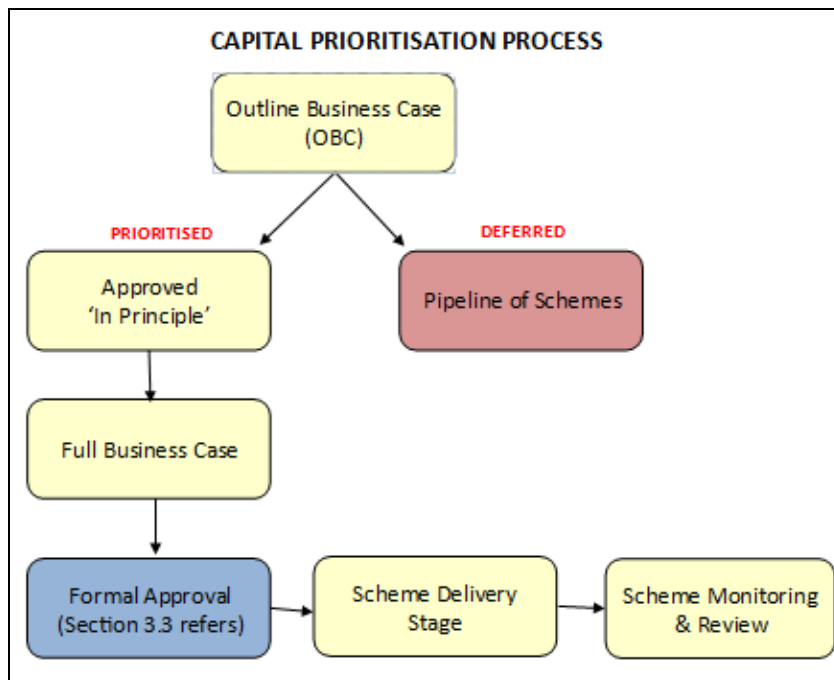 CAPITAL PRIORITISATION PROCESS
Outline Business Case
(OBC)
PRIORITISED
DEFERRED
Approved
‘In Principle’
Pipeline of Schemes
Full Business Case
Formal Approval
(Section 3.3 refers)
Scheme Delivery
Stage
Scheme Monitoring
& Review